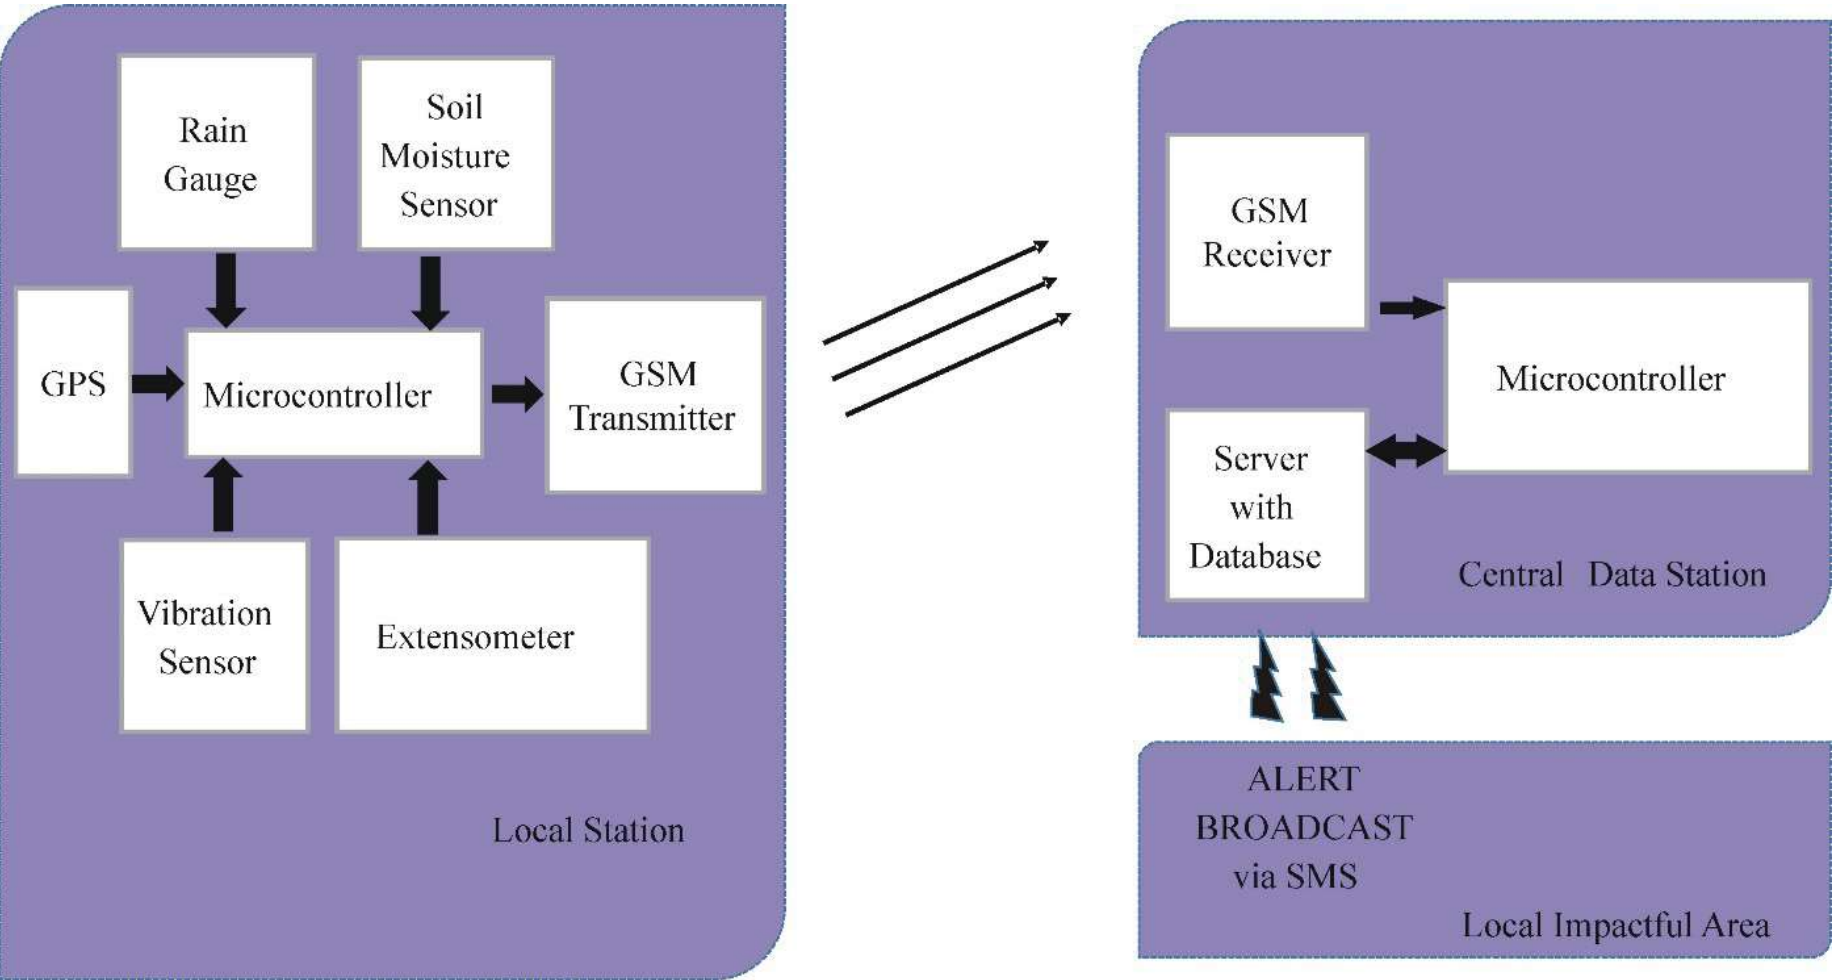 Rain
Gauge
Soil
Moisture
Sensor
GPS
Microcontroller
GSM
Transmitter
Vibration
Sensor
Extensometer
Local Station
GSM
Receiver
Microcontroller
Server
with
Database
Central Data Station
ALERT
BROADCAST
via SMS
Local Impactful Area